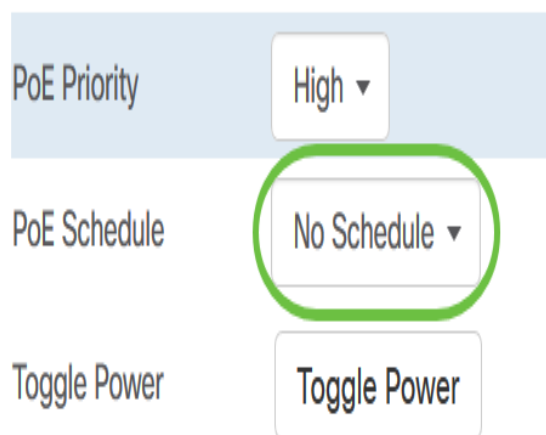 PoE Priority High
PoE Schedule No Schedule
Toggle Power Toggle Power